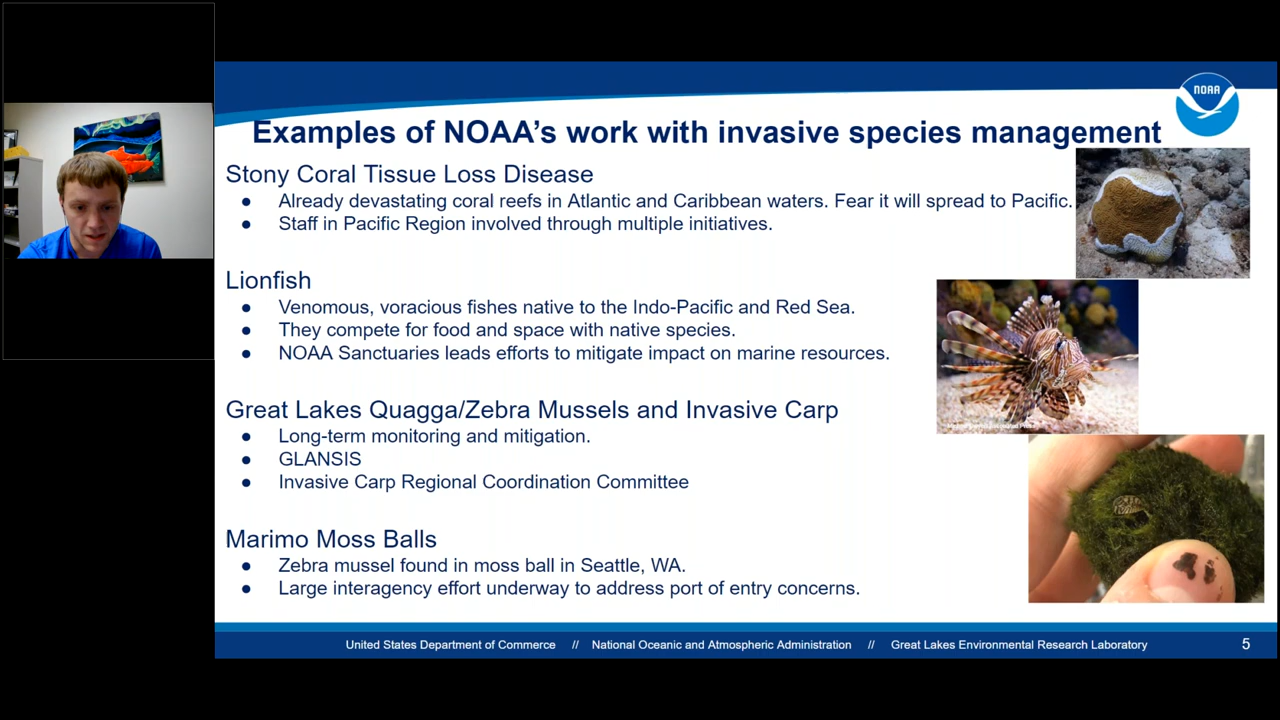 NOAA
Examples of NOAA's work with invasive species management
Stony Coral Tissue Loss Disease
● Already devastating coral reefs in Atlantic and Caribbean waters. Fear it will spread to Pacific.
● Staff in Pacific Region involved through multiple initiatives.
Lionfish
● Venomous, voracious fishes native to the Indo-Pacific and Red Sea.
● They compete for food and space with native species.
● NOAA Sanctuaries leads efforts to mitigate impact on marine resources.
Great Lakes Quagga/Zebra Mussels and Invasive Carp
● Long-term monitoring and mitigation.
● GLANSIS
● Invasive Carp Regional Coordination Committee
Marimo Moss Balls
● Zebra mussel found in moss ball in Seattle, WA.
● Large interagency effort underway to address port of entry concerns.
United States Department of Commerce // National Oceanic and Atmospheric Administration // Great Lakes Environmental Research Laboratory 5